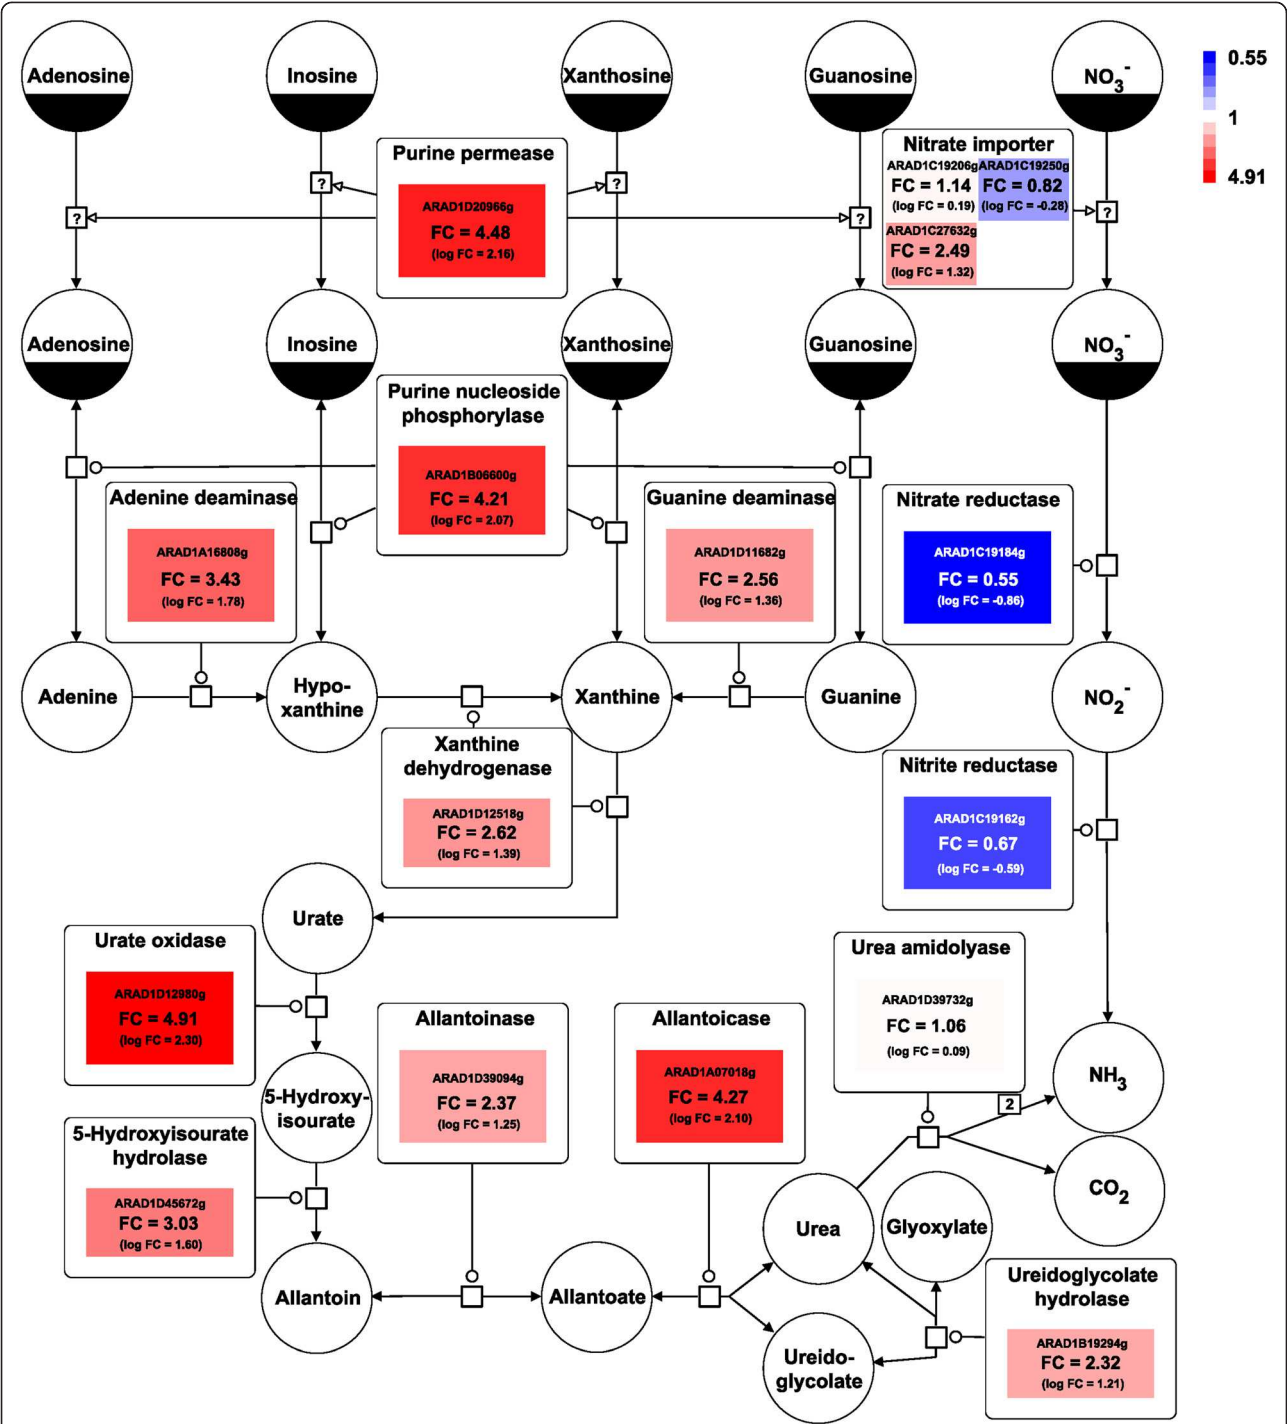 Adenosine
Inosine
Xanthosine
Guanosine
NO3-
0.55
1
4.91
Purine permease
ARAD1D20966g
FC = 4.48
(log FC = 2.16)
Nitrate importer
ARAD1C19206g
FC = 1.14
(log FC = 0.19)
ARAD1C19250g
FC = 0.82
(log FC = -0.28)
ARAD1C27632g
FC = 2.49
(log FC = 1.32)
?
?
?
?
?
Adenosine
Inosine
Xanthosine
Guanosine
NO3-
Purine nucleoside
phosphorylase
ARAD1B06600g
FC = 4.21
(log FC = 2.07)
Adenine deaminase
ARAD1A16808g
FC = 3.43
(log FC = 1.78)
Guanine deaminase
ARAD1D11682g
FC = 2.56
(log FC = 1.36)
Nitrate reductase
ARAD1C19184g
FC = 0.55
(log FC = -0.86)
Adenine
Hypo-
xanthine
Xanthine
Guanine
NO2-
Xanthine
dehydrogenase
ARAD1D12518g
FC = 2.62
(log FC = 1.39)
Nitrite reductase
ARAD1C19162g
FC = 0.67
(log FC = -0.59)
Urate
Urate oxidase
ARAD1D12980g
FC = 4.91
(log FC = 2.30)
Allantoinase
ARAD1D39094g
FC = 2.37
(log FC = 1.25)
Allantoicase
ARAD1A07018g
FC = 4.27
(log FC = 2.10)
Urea amidolyase
ARAD1D39732g
FC = 1.06
(log FC = 0.09)
NH3
2
5-Hydroxy-
isourate
5-Hydroxyisourate
hydrolase
ARAD1D45672g
FC = 3.03
(log FC = 1.60)
CO2
Urea
Glyoxylate
Allantoin
Allantoate
Ureidoglycolate
hydrolase
ARAD1B19294g
FC = 2.32
(log FC = 1.21)
Ureido-
glycolate